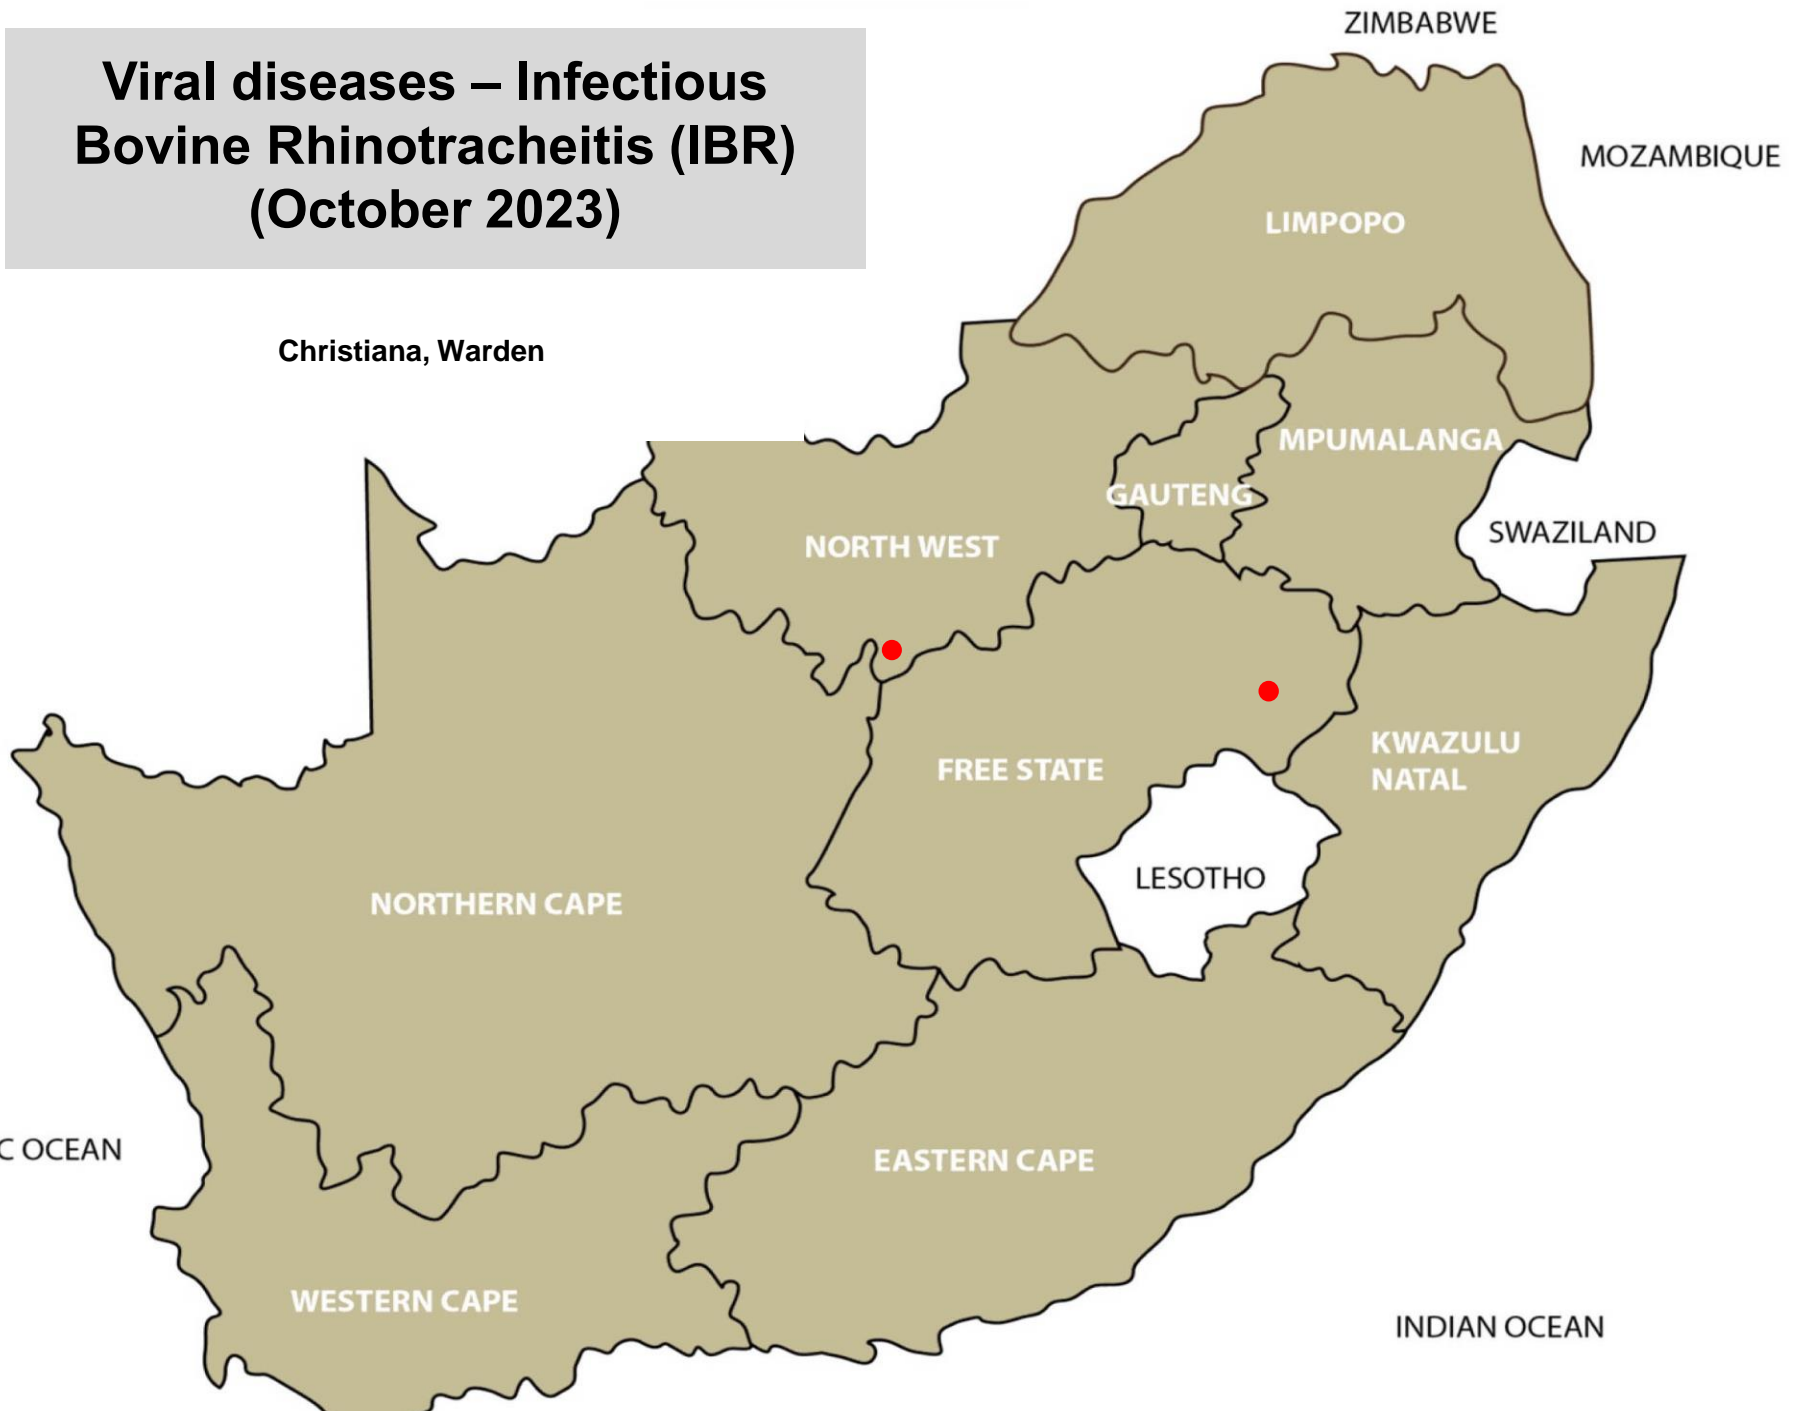 Viral diseases – Infectious
Bovine Rhinotracheitis (IBR)
(October 2023)
Christiana, Warden
ZIMBABWE
MOZAMBIQUE
LIMPOPO
MPUMALANGA
GAUTENG
SWAZILAND
NORTH WEST
KWAZULU
NATAL
FREE STATE
LESOTHO
NORTHERN CAPE
C OCEAN
EASTERN CAPE
WESTERN CAPE
INDIAN OCEAN